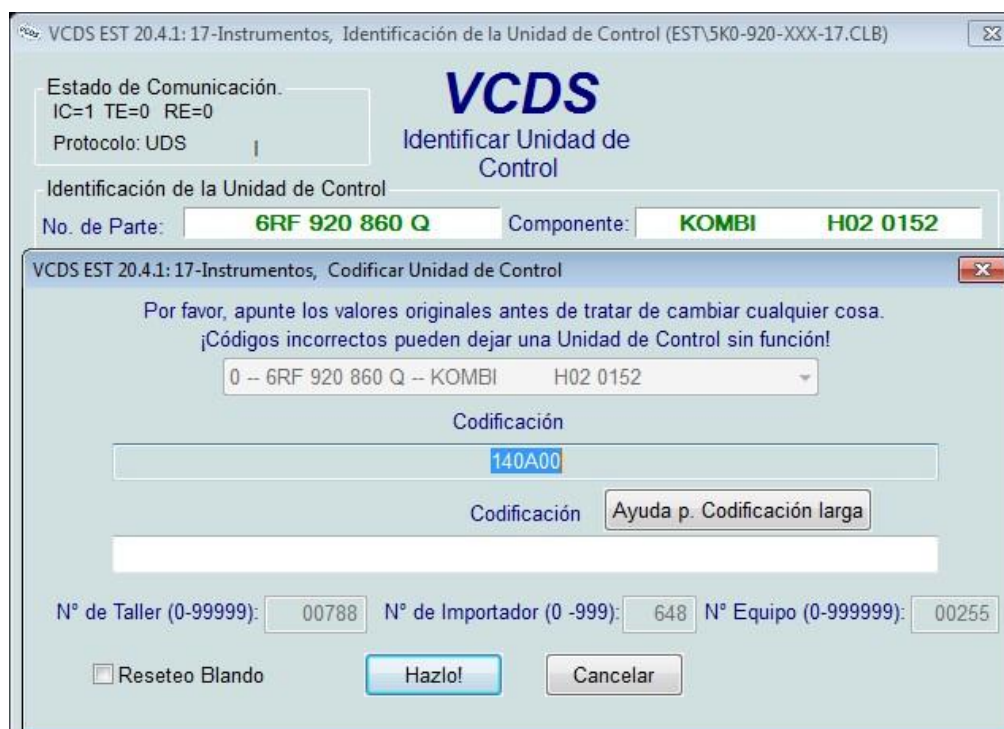 VCDS EST 20.4.1: 17-Instrumentos, Identificación de la Unidad de Control (EST\5K0-920-XXX-17.CLB)
Estado de Comunicación.
IC=1 TE=0 RE=0
Protocolo: UDS
VCDS
Identificar Unidad de
Control
Identificación de la Unidad de Control
No. de Parte: 6RF 920 860 Q Componente: KOMBI H02 0152
VCDS EST 20.4.1: 17-Instrumentos, Codificar Unidad de Control
Por favor, apunte los valores originales antes de tratar de cambiar cualquier cosa.
¡Códigos incorrectos pueden dejar una Unidad de Control sin función!
0 -- 6RF 920 860 Q -- KOMBI H02 0152
Codificación
140A00
Codificación Ayuda p. Codificación larga
N° de Taller (0-99999): 00788 N° de Importador (0 -999): 648 N° Equipo (0-999999): 00255
Reseteo Blando Hazlo! Cancelar